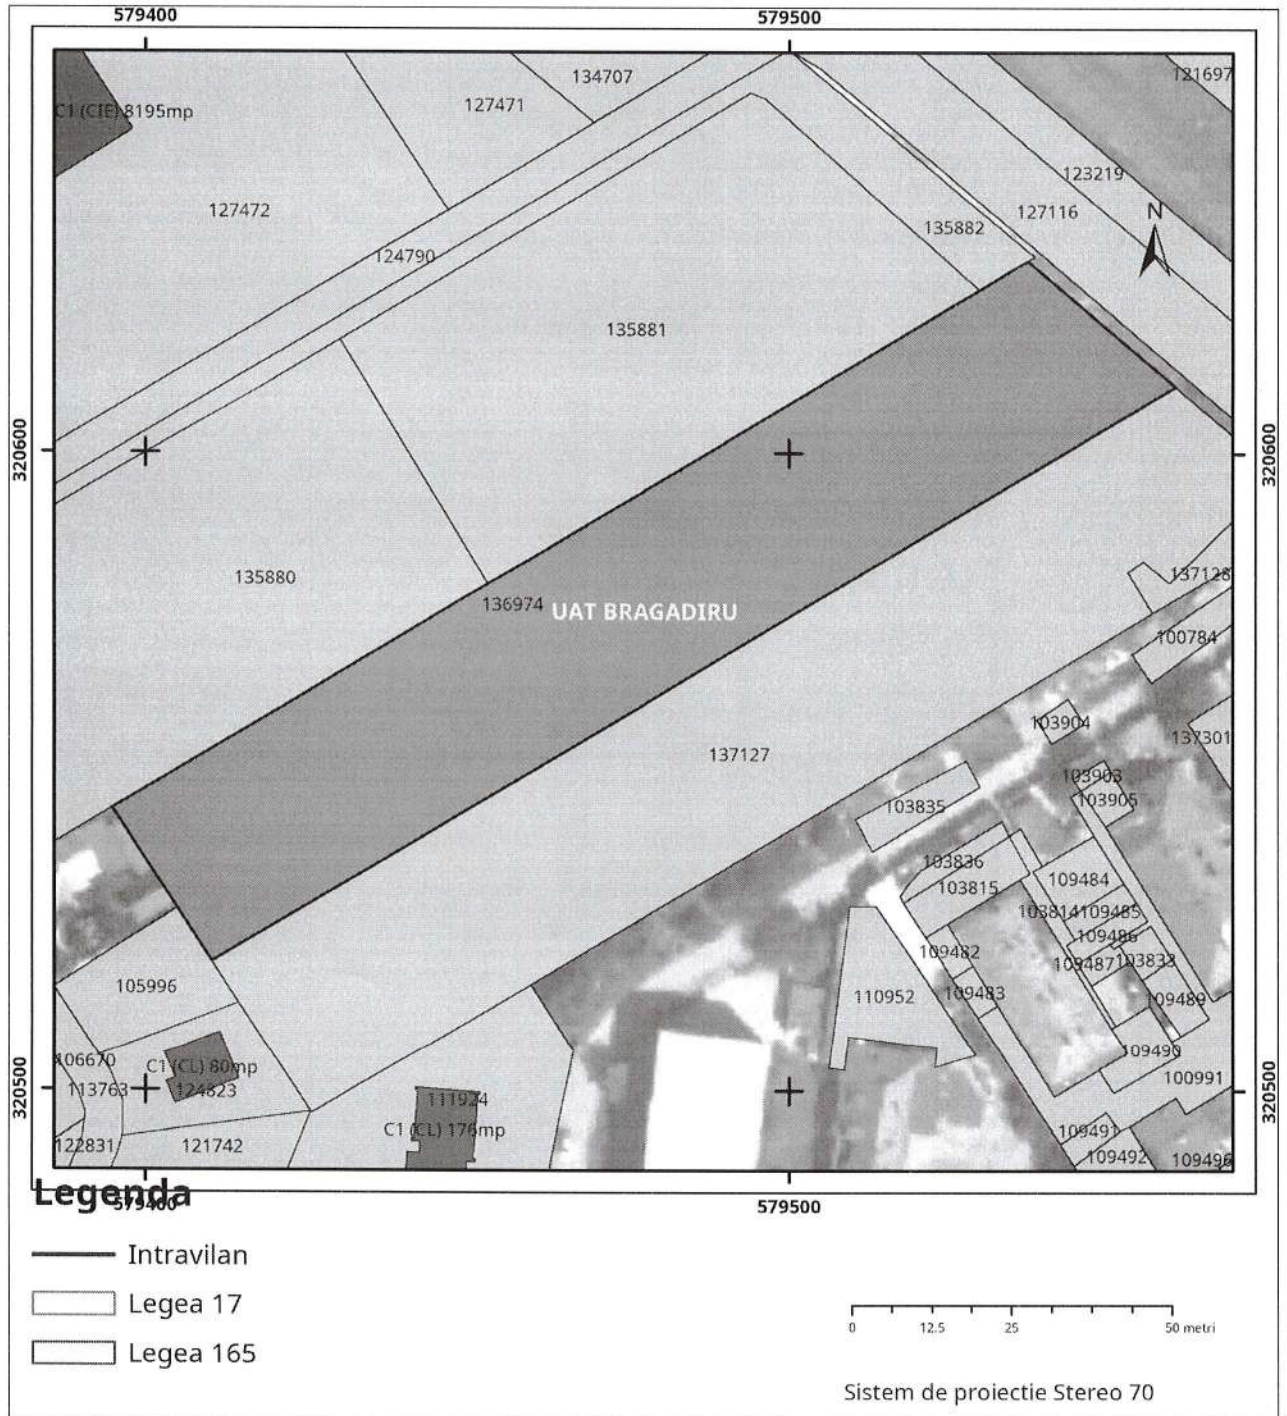 579400 579500
134707 121697
127471
C1 (CIE) 8195mp
123219
127472 127116
N
135882
124790
135881
320600 320600
135880 137128
136974 UAT BRAGADIRU
100784
103904
137127 137301
103903
103905
103835
103836
109484
103815
103814 109485
109486
109482 109487 103833
105996 110952 109483 109489
106670 109490
C1 (CL) 80mp
113763 124823 100991
320500 320500
111924
C1 (CL) 176mp 109491
122831 121742 109492 109496
Legenda
579400 579500
Intravilan
Legea 17
Legea 165
0 12.5 25 50 metri
Sistem de proiectie Stereo 70